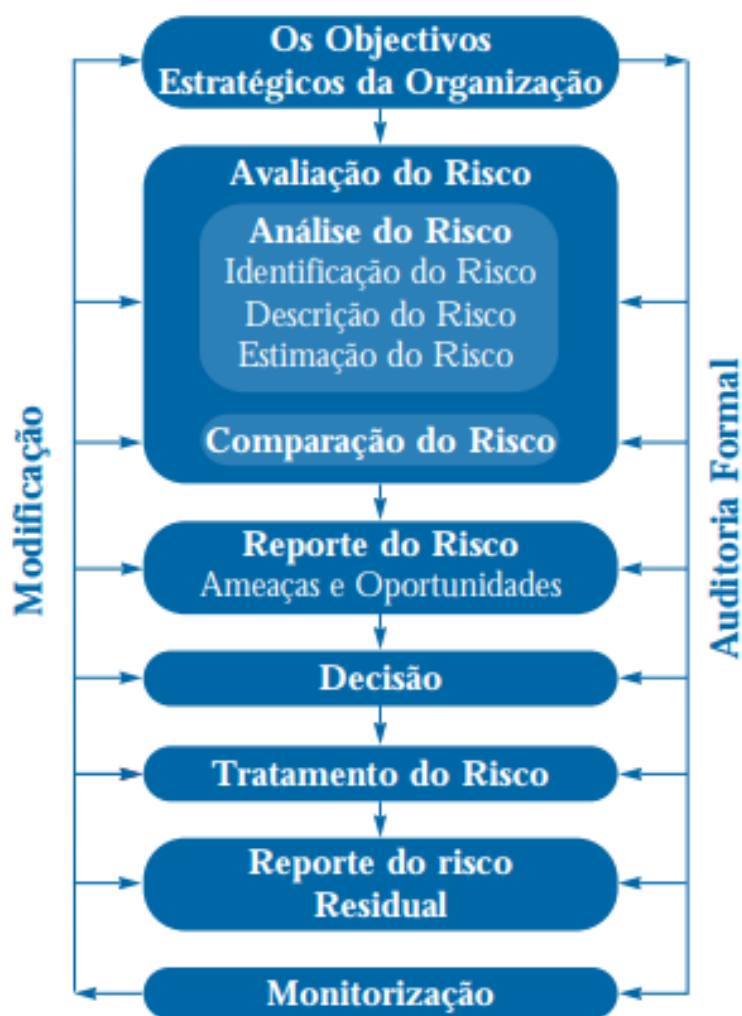 Os Objectivos
Estratégicos da Organização
Avaliação do Risco
Análise do Risco
Identificação do Risco
Descrição do Risco
Estimação do Risco
Comparação do Risco
Reporte do Risco
Ameaças e Oportunidades
Decisão
Tratamento do Risco
Reporte do risco
Residual
Monitorização
Modificação
Auditoria Formal